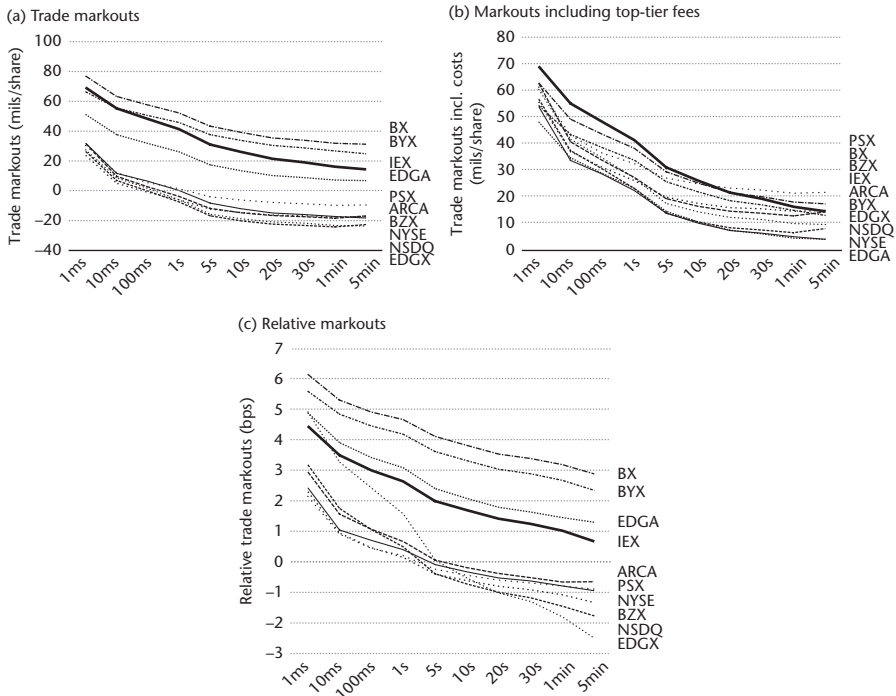 (a) Trade markouts
Trade markouts (mils/share)
100
80
60
40
20
0
−20
−40
1ms
10ms
100ms
1s
5s
10s
20s
30s
1min
5min
BX
BYX
IEX
EDGA
PSX
ARCA
BZX
NYSE
NSDQ
EDGX
(b) Markouts including top-tier fees
Trade markouts incl. costs
(mils/share)
80
70
60
50
40
30
20
10
0
1ms
10ms
100ms
1s
5s
10s
20s
30s
1min
5min
PSX
BX
BZX
IEX
ARCA
BYX
EDGX
NSDQ
NYSE
EDGA
(c) Relative markouts
Relative trade markouts (bps)
7
6
5
4
3
2
1
0
−1
−2
−3
1ms
10ms
100ms
1s
5s
10s
20s
30s
1min
5min
BX
BYX
EDGA
IEX
ARCA
PSX
NYSE
BZX
NSDQ
EDGX